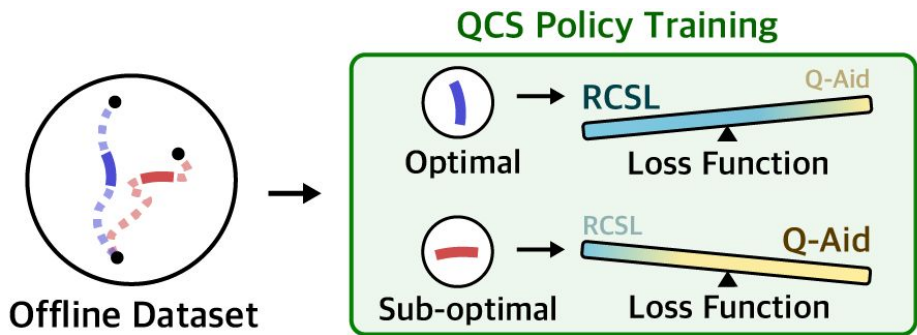 QCS Policy Training
Q-Aid
RCSL
Optimal
Loss Function
RCSL
Q-Aid
Sub-optimal
Loss Function
Offline Dataset